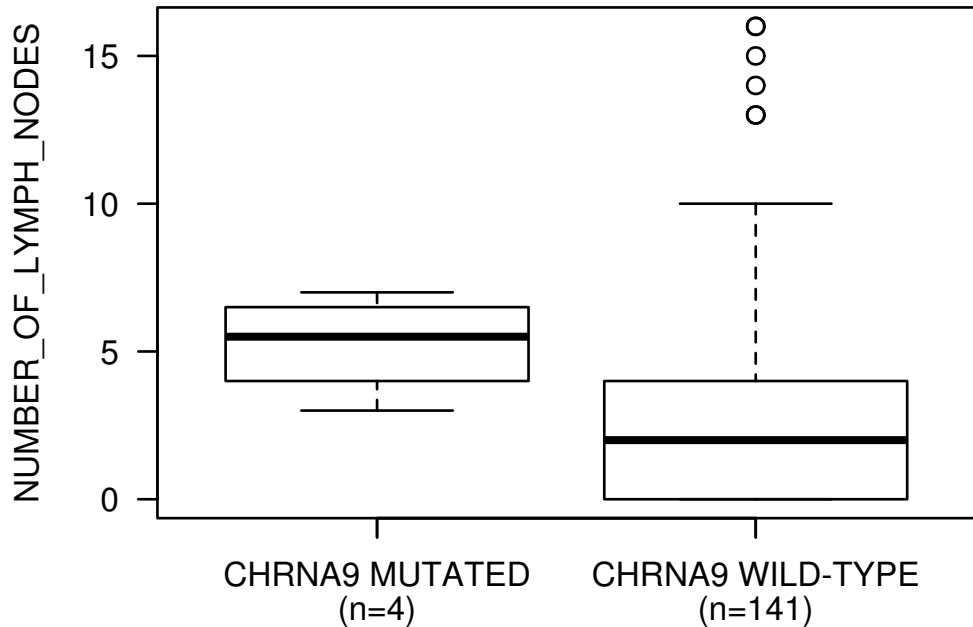 NUMBER_OF_LYMPH_NODES
15
10
5
0
CHRNA9 MUTATED
(n=4)
CHRNA9 WILD-TYPE
(n=141)